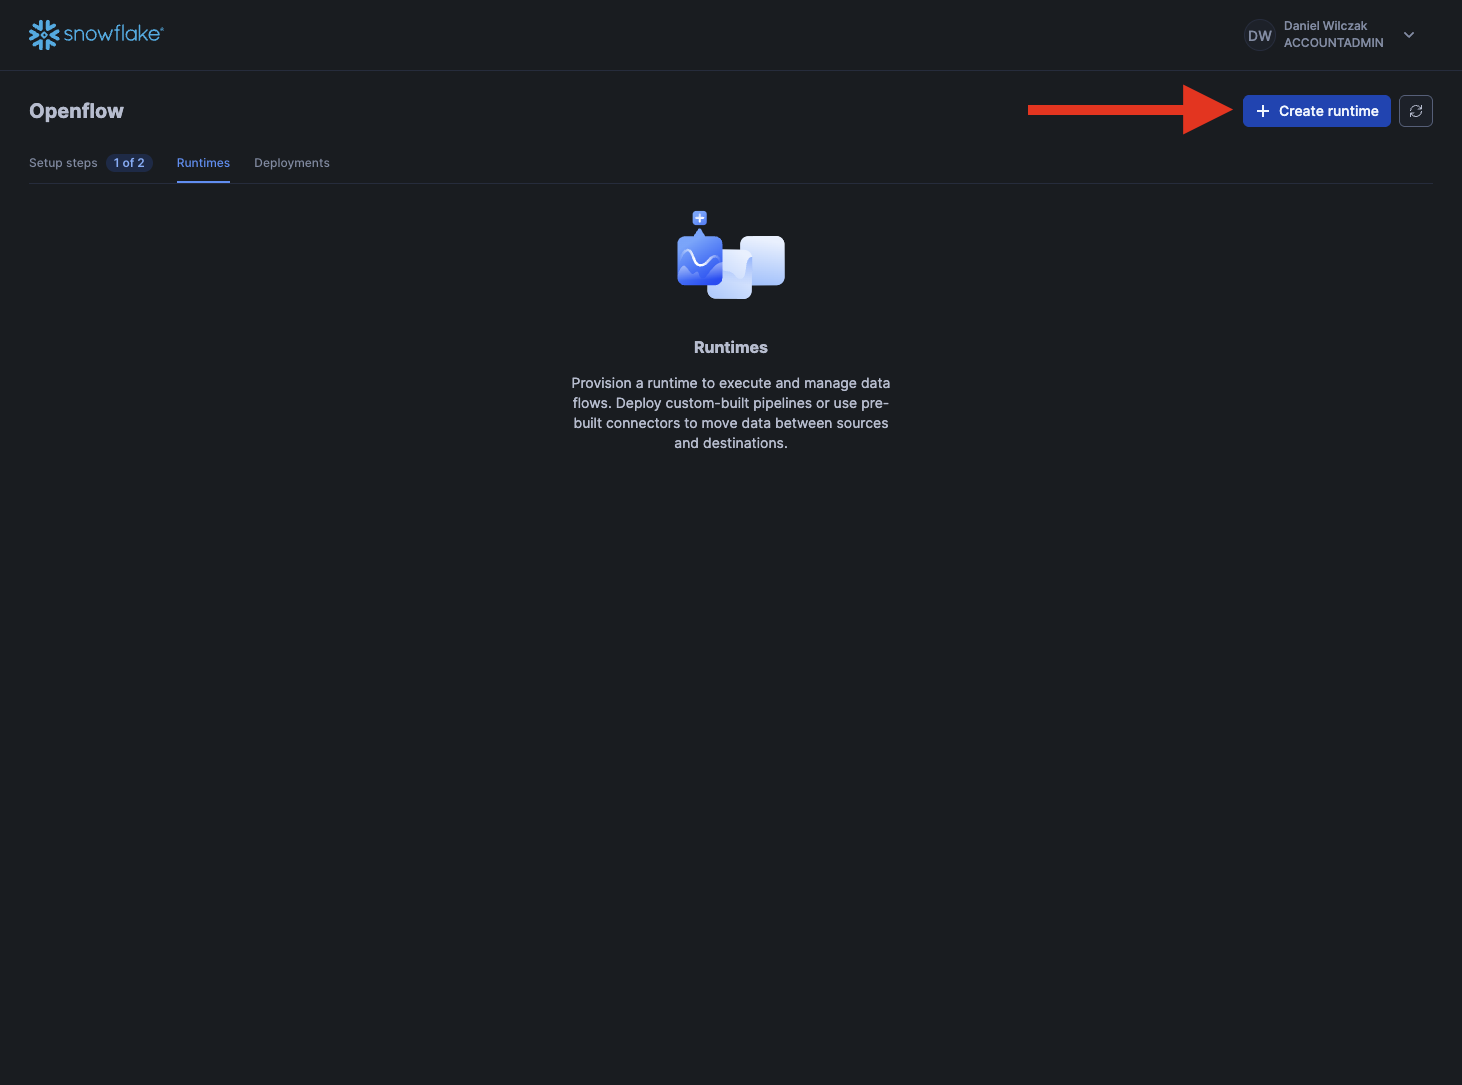 snowflake
DW
Daniel Wilczak
ACCOUNTADMIN
Openflow
Create runtime
Setup steps 1 of 2 Runtimes Deployments
Runtimes
Provision a runtime to execute and manage data
flows. Deploy custom-built pipelines or use pre-
built connectors to move data between sources
and destinations.